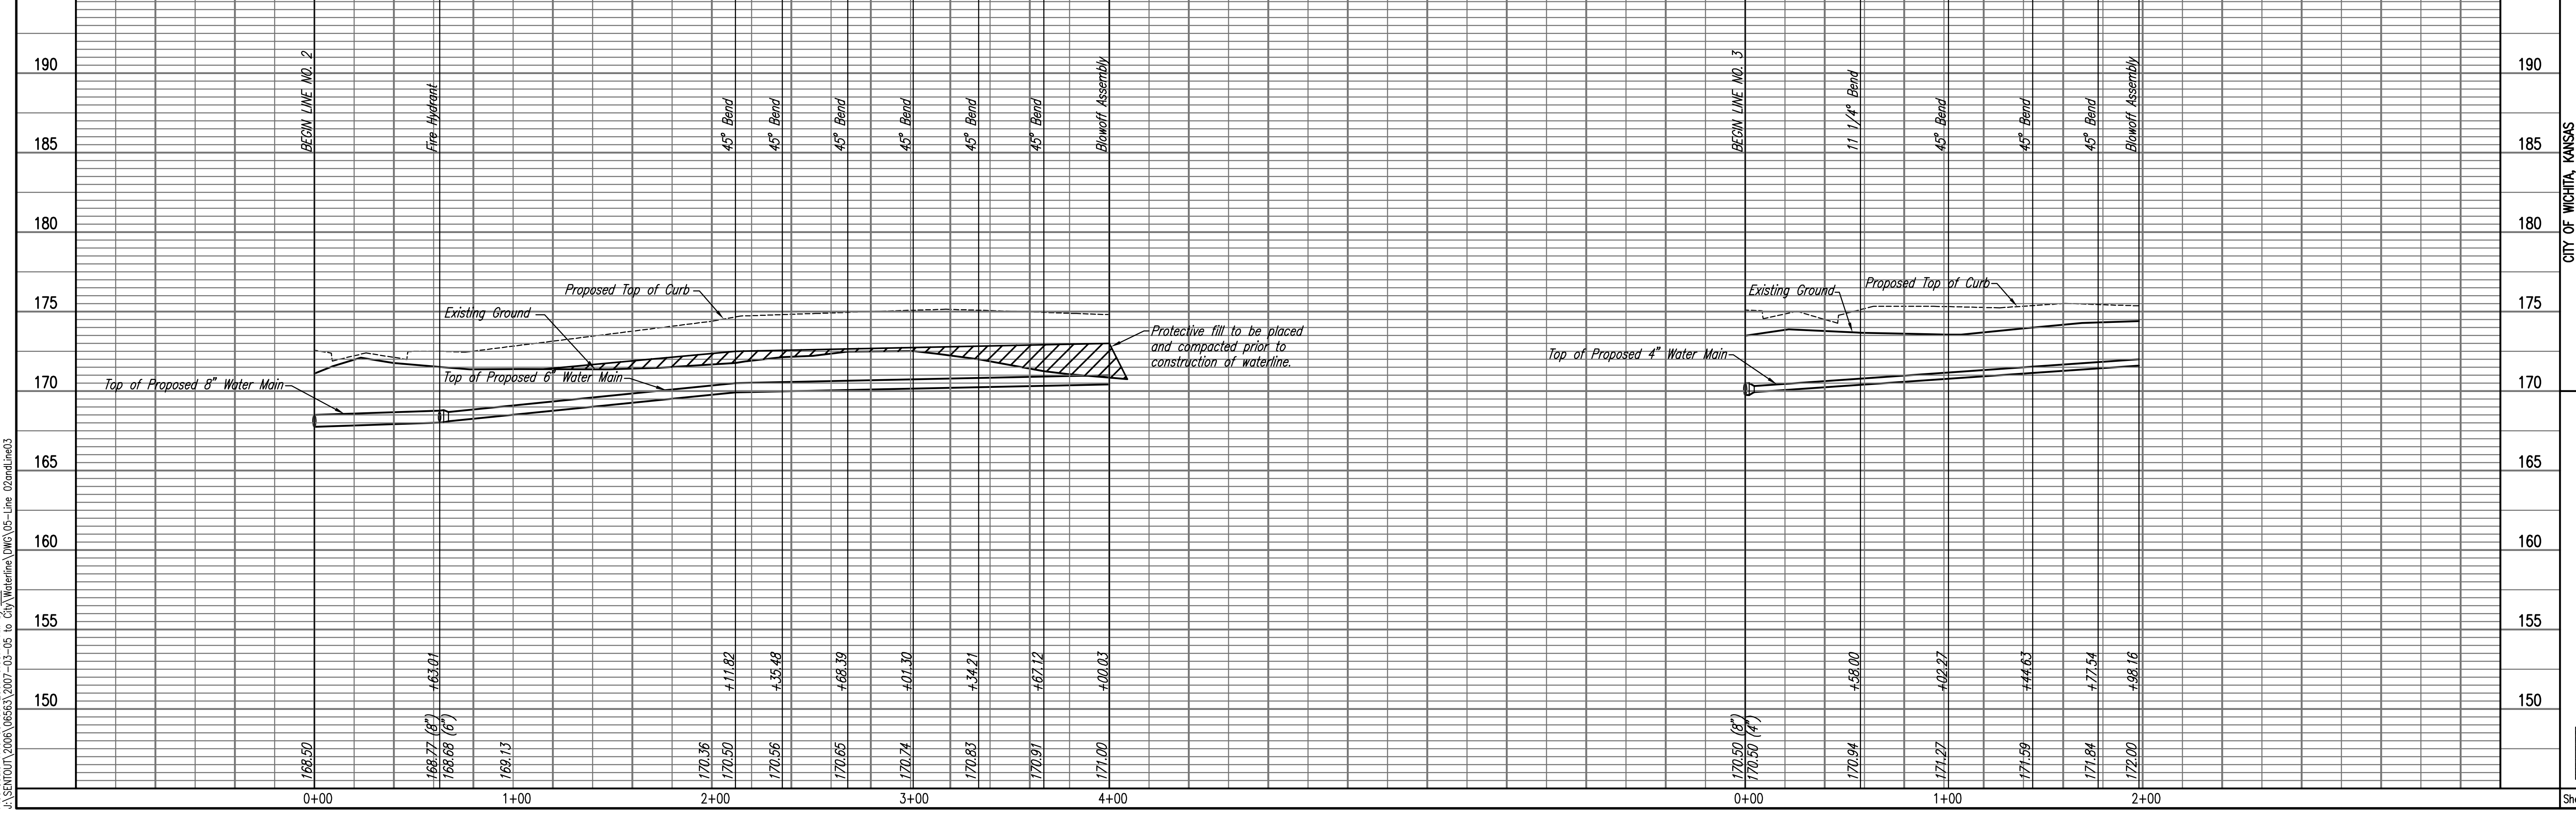 190
185
180
175
170
165
160
155
150
BEGIN LINE NO. 2
Fire Hydrant
45° Bend
45° Bend
45° Bend
45° Bend
45° Bend
45° Bend
Blowoff Assembly
BEGIN LINE NO. 3
11 1/4° Bend
45° Bend
45° Bend
45° Bend
Blowoff Assembly
190
185
180
175
170
165
160
155
150
Proposed Top of Curb
Existing Ground
Top of Proposed 8" Water Main
Top of Proposed 6" Water Main
Protective fill to be placed
and compacted prior to
construction of waterline.
Existing Ground
Proposed Top of Curb
Top of Proposed 4" Water Main
+63.01
+11.82
+35.48
+68.39
+01.30
+34.21
+67.12
+00.03
+58.00
+02.27
+44.63
+77.54
+98.16
168.50
168.77 (8")
168.68 (6")
169.13
170.36
170.50
170.56
170.65
170.74
170.83
170.91
171.00
170.50 (8")
170.50 (4")
170.94
171.27
171.59
171.84
172.00
0+00
1+00
2+00
3+00
4+00
0+00
1+00
2+00
J:\SENTOUT\2006\06563\2007-03-05 to City\Waterline\DWG\05-Line 02andLine03
CITY OF WICHITA, KANSAS